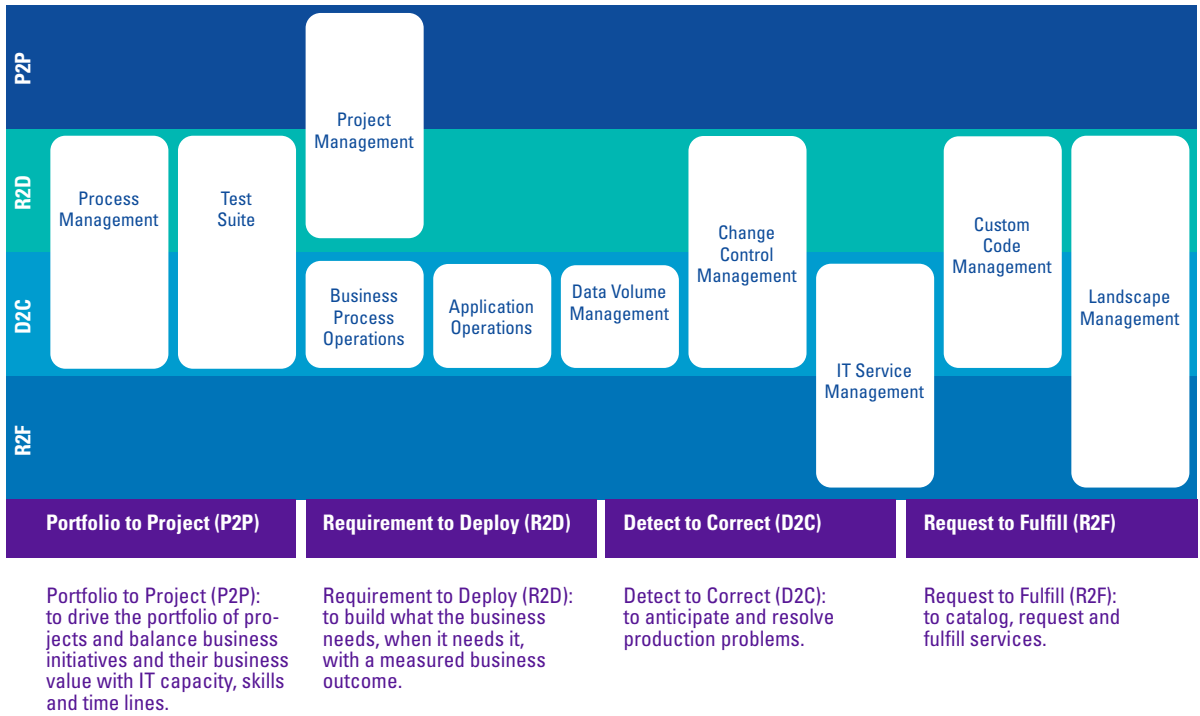 P2P
Project
Management
R2D
Process
Management
Test
Suite
Change
Control
Management
Custom
Code
Management
D2C
Business
Process
Operations
Application
Operations
Data Volume
Management
Landscape
Management
IT Service
Management
R2F
Portfolio to Project (P2P)
Requirement to Deploy (R2D)
Detect to Correct (D2C)
Request to Fulfill (R2F)
Portfolio to Project (P2P):
to drive the portfolio of pro-
jects and balance business
initiatives and their business
value with IT capacity, skills
and time lines.
Requirement to Deploy (R2D):
to build what the business
needs, when it needs it,
with a measured business
outcome.
Detect to Correct (D2C):
to anticipate and resolve
production problems.
Request to Fulfill (R2F):
to catalog, request and
fulfill services.